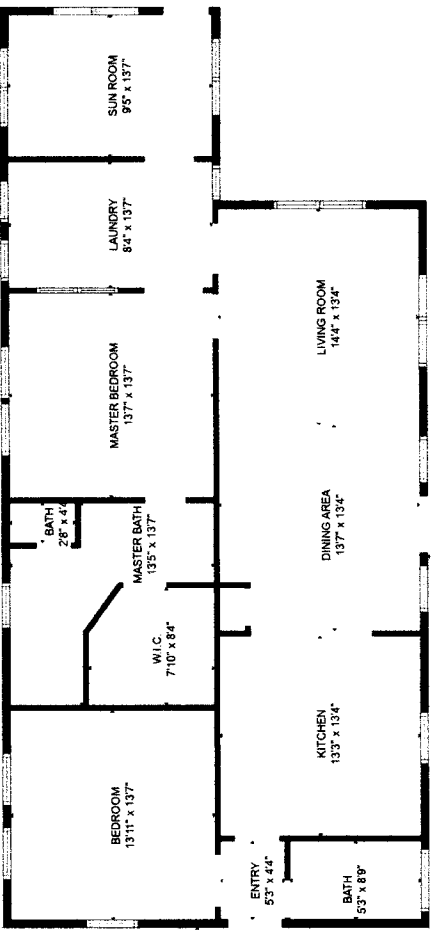 SUN ROOM
9'5" x 13'7"
LAUNDRY
8'4" x 13'7"
MASTER BEDROOM
13'7" x 13'7"
LIVING ROOM
14'4" x 13'4"
BATH
2'8" x 4'4
MASTER BATH
13'5" x 13'7"
DINING AREA
13'7" x 13'4"
W.I.C.
7'10" x 8'4"
KITCHEN
13'3" x 13'4"
BEDROOM
13'11" x 13'7"
ENTRY
5'3" x 4'4"
BATH
5'3" x 8'9"